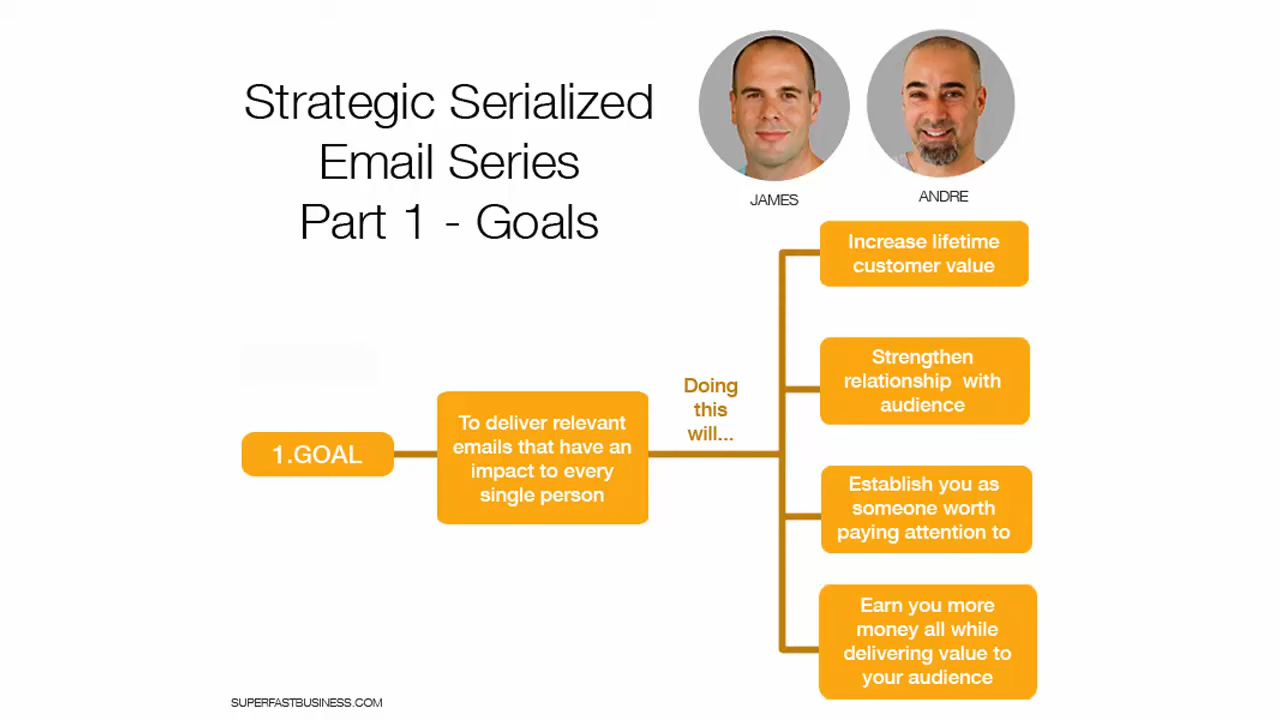 Strategic Serialized
Email Series
Part 1 - Goals
JAMES
ANDRE
1.GOAL
To deliver relevant
emails that have an
impact to every
single person
Doing
this
will...
Increase lifetime
customer value
Strengthen
relationship with
audience
Establish you as
someone worth
paying attention to
Earn you more
money all while
delivering value to
your audience
SUPERFASTBUSINESS.COM